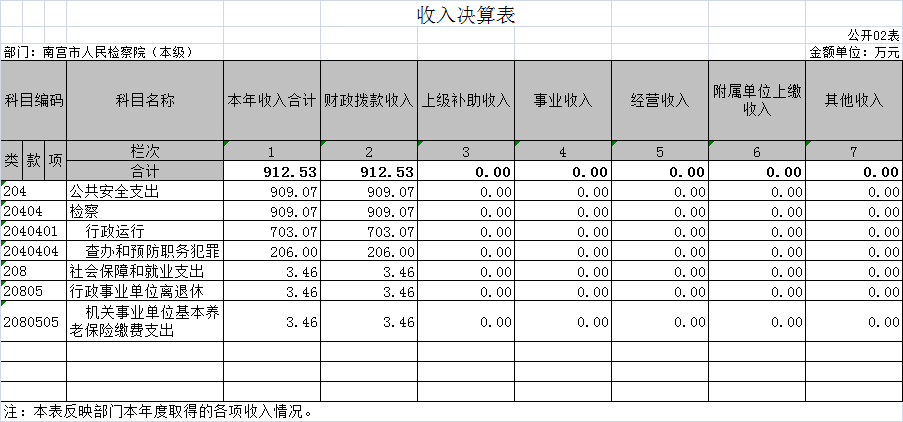 收入决算表
公开02表
部门：南宫市人民检察院（本级） 金额单位：万元
科目编码 科目名称 本年收入合计 财政拨款收入 上级补助收入 事业收入 经营收入 附属单位上缴收入 其他收入
类 款 项 栏次 1 2 3 4 5 6 7
合计 912.53 912.53 0.00 0.00 0.00 0.00 0.00
204 公共安全支出 909.07 909.07 0.00 0.00 0.00 0.00 0.00
20404 检察 909.07 909.07 0.00 0.00 0.00 0.00 0.00
2040401 行政运行 703.07 703.07 0.00 0.00 0.00 0.00 0.00
2040404 查办和预防职务犯罪 206.00 206.00 0.00 0.00 0.00 0.00 0.00
208 社会保障和就业支出 3.46 3.46 0.00 0.00 0.00 0.00 0.00
20805 行政事业单位离退休 3.46 3.46 0.00 0.00 0.00 0.00 0.00
2080505 机关事业单位基本养老保险缴费支出 3.46 3.46 0.00 0.00 0.00 0.00 0.00
注：本表反映部门本年度取得的各项收入情况。